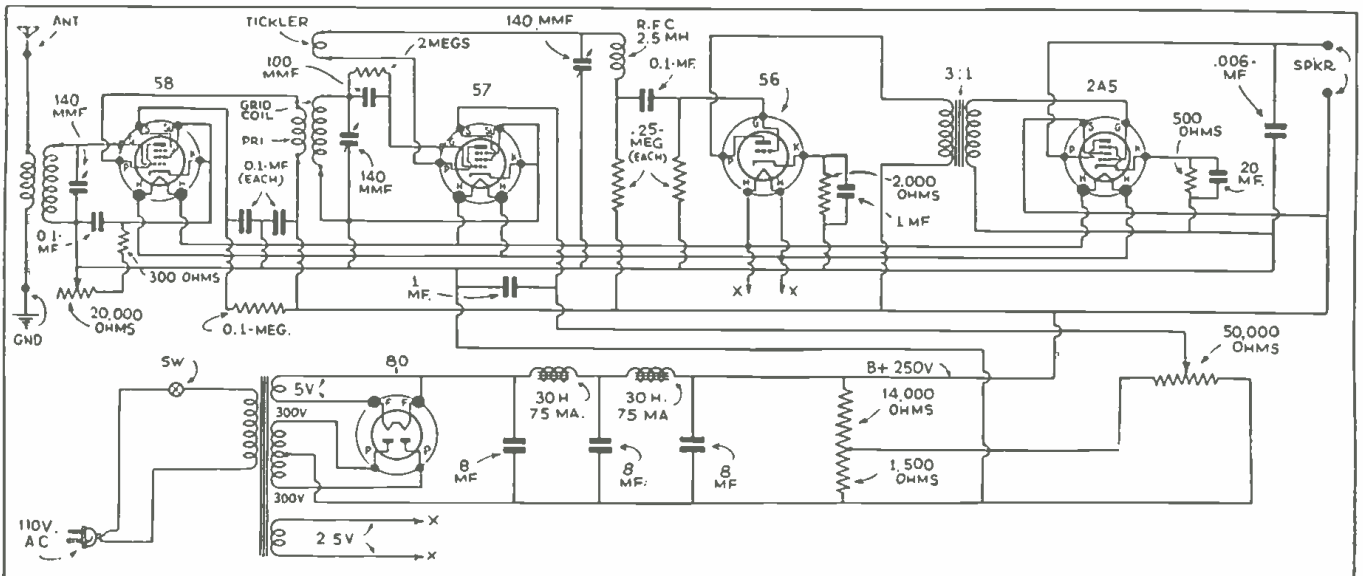 ANT
TICKLER
140 MMF
R.F.C
2.5 MH
2MEGS
100
MMF
0.1-MF.
58
57
56
3:1
2A5
.006-
MF
SPKR
140
MMF
GRID
COIL
PRI
0.1-MF
(EACH)
140
MMF
.25-
MEG
(EACH)
500
OHMS
20
MF.
2,000
OHMS
1 MF
0.1-
MF
300 OHMS
20,000
OHMS
GND
0.1-MEG.
1
MF.
X
X
50,000
OHMS
SW
80
B+ 250V
5V
300V
300V
30 H
75 MA.
30 H.
75 MA
14,000
OHMS
1,500
OHMS
8
MF
8
MF.
8
MF
110V.
AC
2 5V
X
X
S
G
P
K
H
H
S
G
P
K
H
H
G
P
K
H
H
S
G
P
K
H
H
F
F
P
P